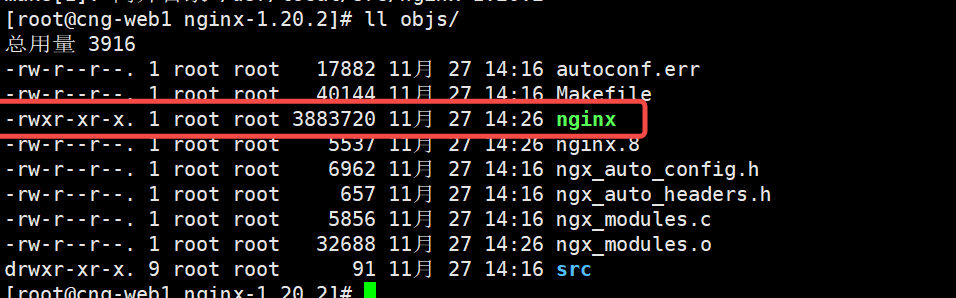 [root@cng-web1 nginx-1.20.2]# ll objs/
总用量 3916
-rw-r--r--. 1 root root   17882 11月 27 14:16 autoconf.err
-rw-r--r--. 1 root root   40144 11月 27 14:16 Makefile
-rwxr-xr-x. 1 root root 3883720 11月 27 14:26 nginx
-rw-r--r--. 1 root root    5537 11月 27 14:26 nginx.8
-rw-r--r--. 1 root root    6962 11月 27 14:16 ngx_auto_config.h
-rw-r--r--. 1 root root     657 11月 27 14:16 ngx_auto_headers.h
-rw-r--r--. 1 root root    5856 11月 27 14:16 ngx_modules.c
-rw-r--r--. 1 root root   32688 11月 27 14:26 ngx_modules.o
drwxr-xr-x. 9 root root      91 11月 27 14:16 src
[root@cng-web1 nginx-1.20.2]#